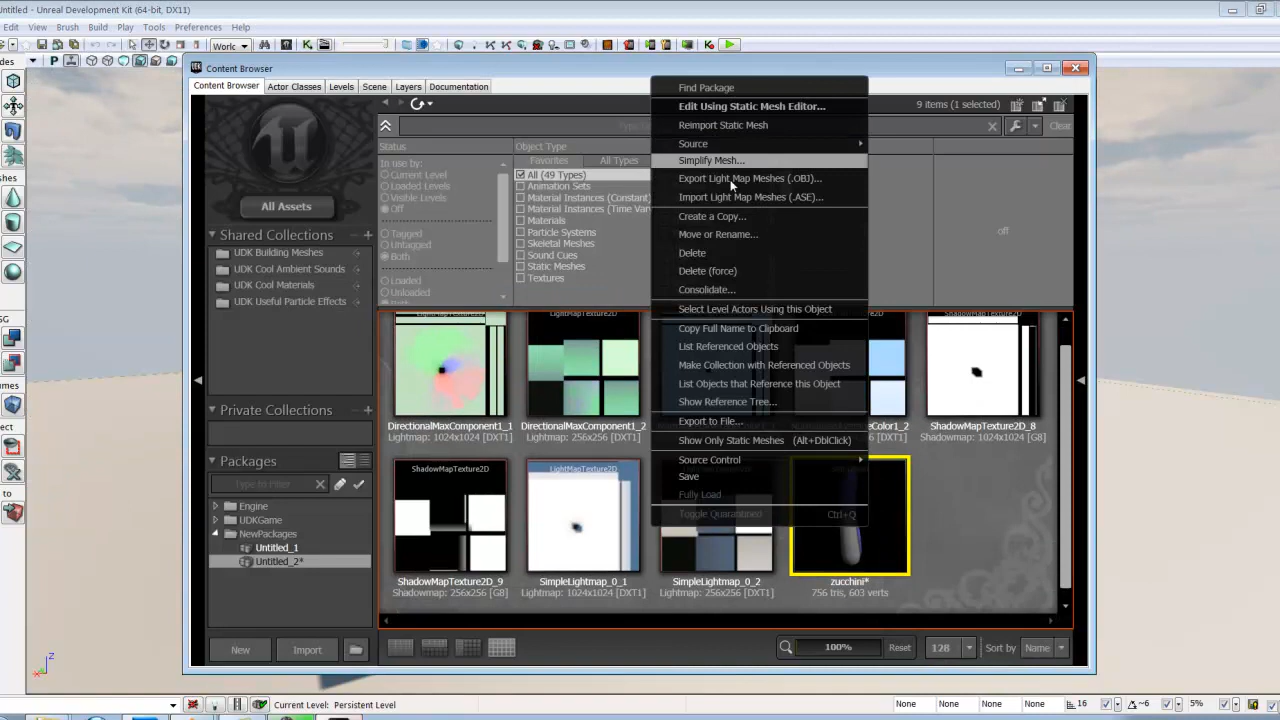 Untitled - Unreal Development Kit (64-bit, DX11)
Edit View Brush Build Play Tools Preferences Help
Worlc
Content Browser
Content Browser Actor Classes Levels Scene Layers Documentation
9 items (1 selected)
Clear
All Assets
Shared Collections
UDK Building Meshes
UDK Cool Ambient Sounds
UDK Cool Materials
UDK Useful Particle Effects
Private Collections
Packages
Type to Filter
Engine
UDKGame
NewPackages
Untitled_1
Untitled_2*
New Import
Status
In use by:
Current Level
Loaded Levels
Visible Levels
Off
Tagged
Untagged
Both
Loaded
Unloaded
Object Type
Favorites All Types
All (49 Types)
Animation Sets
Material Instances (Constant)
Material Instances (Time Var
Materials
Particle Systems
Skeletal Meshes
Sound Cues
Static Meshes
Textures
off
Find Package
Edit Using Static Mesh Editor...
Reimport Static Mesh
Source
Simplify Mesh...
Export Light Map Meshes (.OBJ)...
Import Light Map Meshes (.ASE)...
Create a Copy...
Move or Rename...
Delete
Delete (force)
Consolidate...
Select Level Actors Using this Object
Copy Full Name to Clipboard
List Referenced Objects
Make Collection with Referenced Objects
List Objects that Reference this Object
Show Reference Tree...
Export to File...
Show Only Static Meshes (Alt+DblClick)
Source Control
Save
Fully Load
Toggle Quarantined Ctrl+Q
DirectionalMaxComponent1_1
Lightmap: 1024x1024 [DXT1]
DirectionalMaxComponent1_2
Lightmap: 256x256 [DXT1]
ShadowMapTexture2D_8
Shadowmap: 1024x1024 [G8]
ShadowMapTexture2D
LightMapTexture2D
ShadowMapTexture2D_9
Shadowmap: 256x256 [G8]
SimpleLightmap_0_1
Lightmap: 1024x1024 [DXT1]
SimpleLightmap_0_2
Lightmap: 256x256 [DXT1]
zucchini*
756 tris, 603 verts
100% Reset 128 Sort by Name
Z
X
Current Level: Persistent Level
None None None None 16 ~6 5%